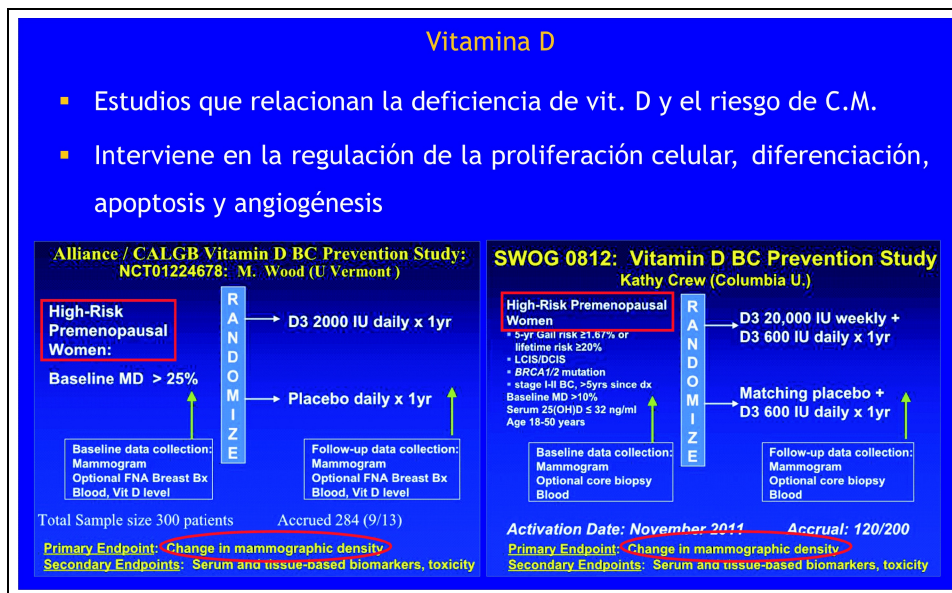 Vitamina D
▪ Estudios que relacionan la deficiencia de vit. D y el riesgo de C.M.
▪ Interviene en la regulación de la proliferación celular, diferenciación,
apoptosis y angiogénesis
Alliance / CALGB Vitamin D BC Prevention Study:
NCT01224678: M. Wood (U Vermont )
High-Risk
Premenopausal
Women:
Baseline MD > 25%
RANDOMIZE
D3 2000 IU daily x 1yr
Placebo daily x 1yr
Baseline data collection:
Mammogram
Optional FNA Breast Bx
Blood, Vit D level
Follow-up data collection:
Mammogram
Optional FNA Breast Bx
Blood, Vit D level
Total Sample size 300 patients Accrued 284 (9/13)
Primary Endpoint: Change in mammographic density
Secondary Endpoints: Serum and tissue-based biomarkers, toxicity
SWOG 0812: Vitamin D BC Prevention Study
Kathy Crew (Columbia U.)
High-Risk Premenopausal
Women
▪ 5-yr Gail risk ≥1.67% or
lifetime risk ≥20%
▪ LCIS/DCIS
▪ BRCA1/2 mutation
▪ stage I-II BC, >5yrs since dx
Baseline MD >10%
Serum 25(OH)D ≤ 32 ng/ml
Age 18-50 years
RANDOMIZE
D3 20,000 IU weekly +
D3 600 IU daily x 1yr
Matching placebo +
D3 600 IU daily x 1yr
Baseline data collection:
Mammogram
Optional core biopsy
Blood
Follow-up data collection:
Mammogram
Optional core biopsy
Blood
Activation Date: November 2011 Accrual: 120/200
Primary Endpoint: Change in mammographic density
Secondary Endpoints: Serum and tissue-based biomarkers, toxicity